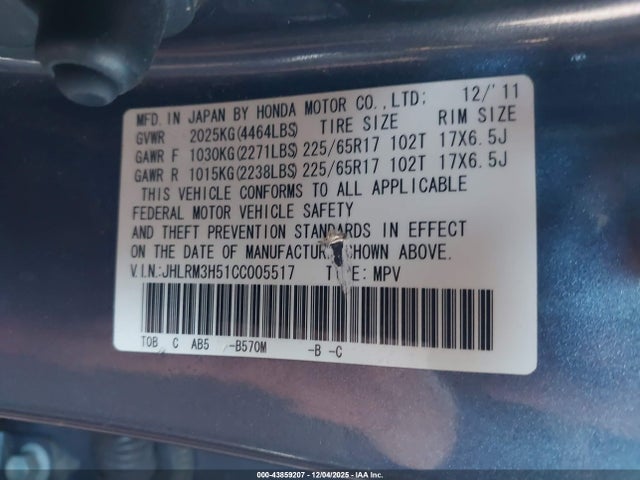 MFD. IN JAPAN BY HONDA MOTOR CO., LTD; 12/'11
GVWR 2025KG(4464LBS) TIRE SIZE RIM SIZE
GAWR F 1030KG(2271LBS) 225/65R17 102T 17X6.5J
GAWR R 1015KG(2238LBS) 225/65R17 102T 17X6.5J
THIS VEHICLE CONFORMS TO ALL APPLICABLE
FEDERAL MOTOR VEHICLE SAFETY
AND THEFT PREVENTION STANDARDS IN EFFECT
ON THE DATE OF MANUFACTURE SHOWN ABOVE.
V.I.N.:JHLRM3H51CC005517 TYPE: MPV
TOB C AB5 -B570M -B -C
000-43859207 - 12/04/2025 - IAA Inc.